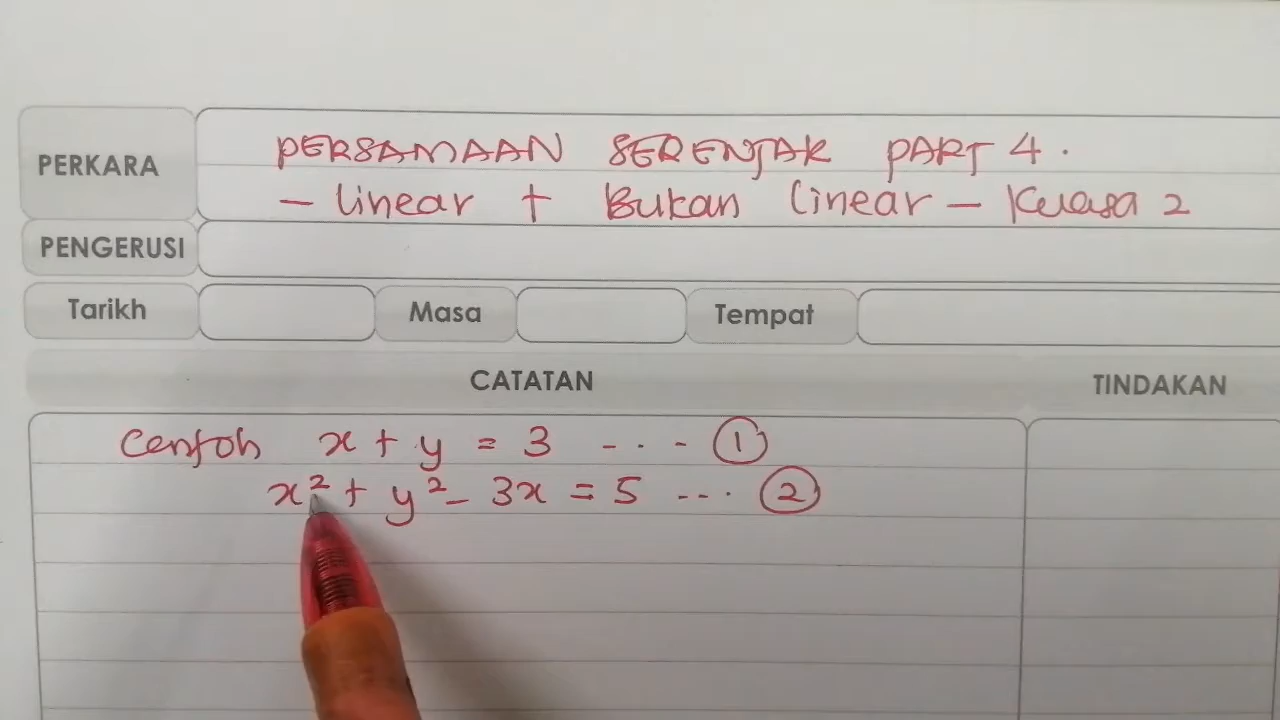 PERKARA
PERSAMAAN SERENTAK PART 4.
- linear + Bukan linear - Kuasa 2
PENGERUSI
Tarikh Masa Tempat
CATATAN TINDAKAN
Contoh x + y = 3 ... ①
x² + y² - 3x = 5 ... ②